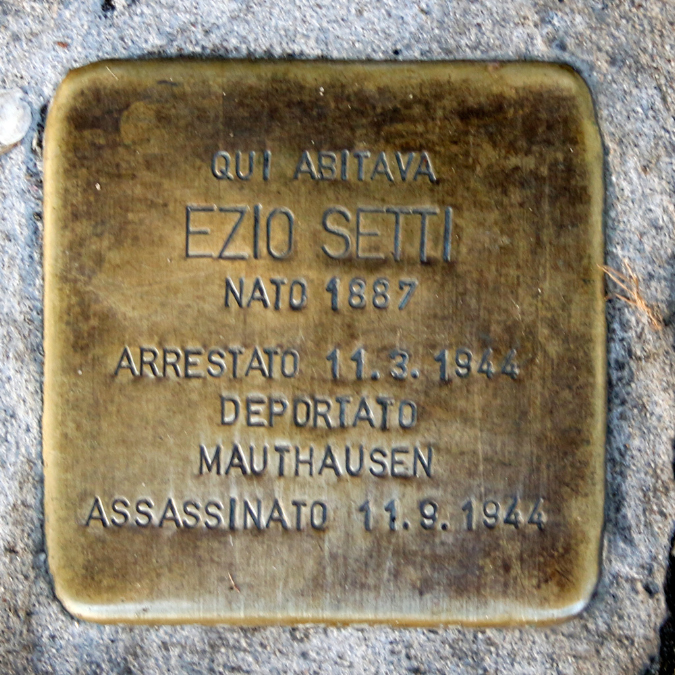 QUI ABITAVA
EZIO SETTI
NATO 1887
ARRESTATO 11.3.1944
DEPORTATO
MAUTHAUSEN
ASSASSINATO 11.9.1944